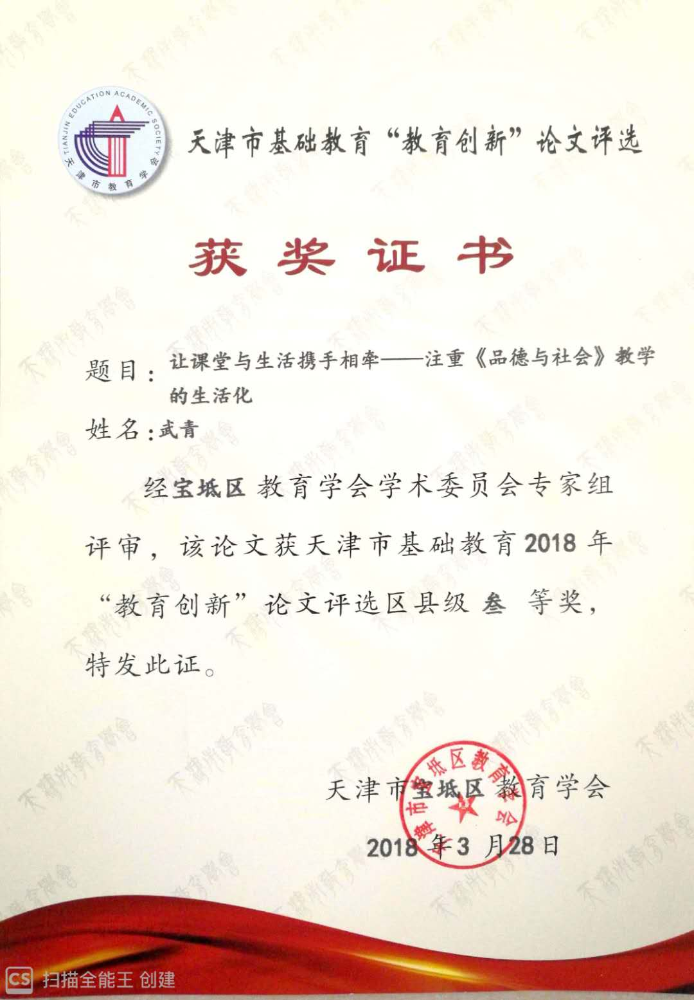 TIANJIN EDUCATION ACADEMIC SOCIETY
天津市教育学会
天津市基础教育“教育创新”论文评选
获奖证书
题目：让课堂与生活携手相牵——注重《品德与社会》教学
的生活化
姓名：武青
经宝坻区 教育学会学术委员会专家组
评审，该论文获天津市基础教育2018 年
“教育创新”论文评选区县级 叁 等奖，
特发此证。
天津市宝坻区教育学会
天津市宝坻区 教育学会
2018 年3 月28日
CS 扫描全能王 创建